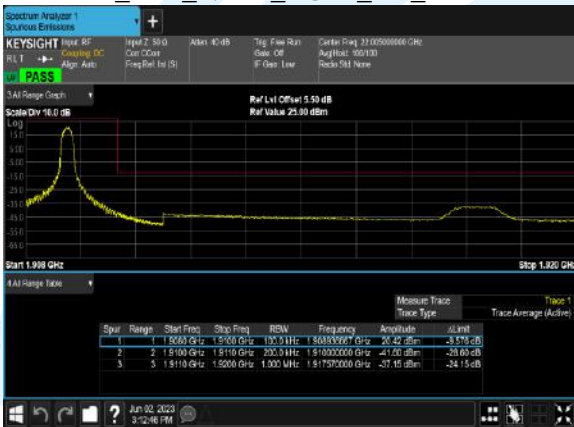 Spectrum Analyzer 1
Spurious Emissions
+
KEYSIGHT Input: RF Input Z: 50 Ω Atten: 40 dB Trig: Free Run Center Freq: 22.005000000 GHz
RLT Coupling: DC Corr CCorr Gate: Off Avg|Hold: 100/100
Align: Auto Freq Ref: Int (S) IF Gain: Low Radio Std: None
PASS
3.All Range Graph
Ref Lvl Offset 5.50 dB
Scale/Div 10.0 dB Ref Value 25.00 dBm
Log
15.0
5.00
-5.00
-15.0
-25.0
-35.0
-45.0
-55.0
-65.0
Start 1.908 GHz Stop 1.920 GHz
4.All Range Table
Measure Trace Trace 1
Trace Type Trace Average (Active)
Spur Range Start Freq Stop Freq RBW Frequency Amplitude ΔLimit
1 1 1.9080 GHz 1.9100 GHz 100.0 kHz 1.908936667 GHz 20.42 dBm -9.576 dB
2 2 1.9100 GHz 1.9110 GHz 200.0 kHz 1.910000000 GHz -41.60 dBm -28.60 dB
3 3 1.9110 GHz 1.9200 GHz 1.000 MHz 1.917570000 GHz -37.15 dBm -24.15 dB
? Jun 02, 2023
3:12:46 PM